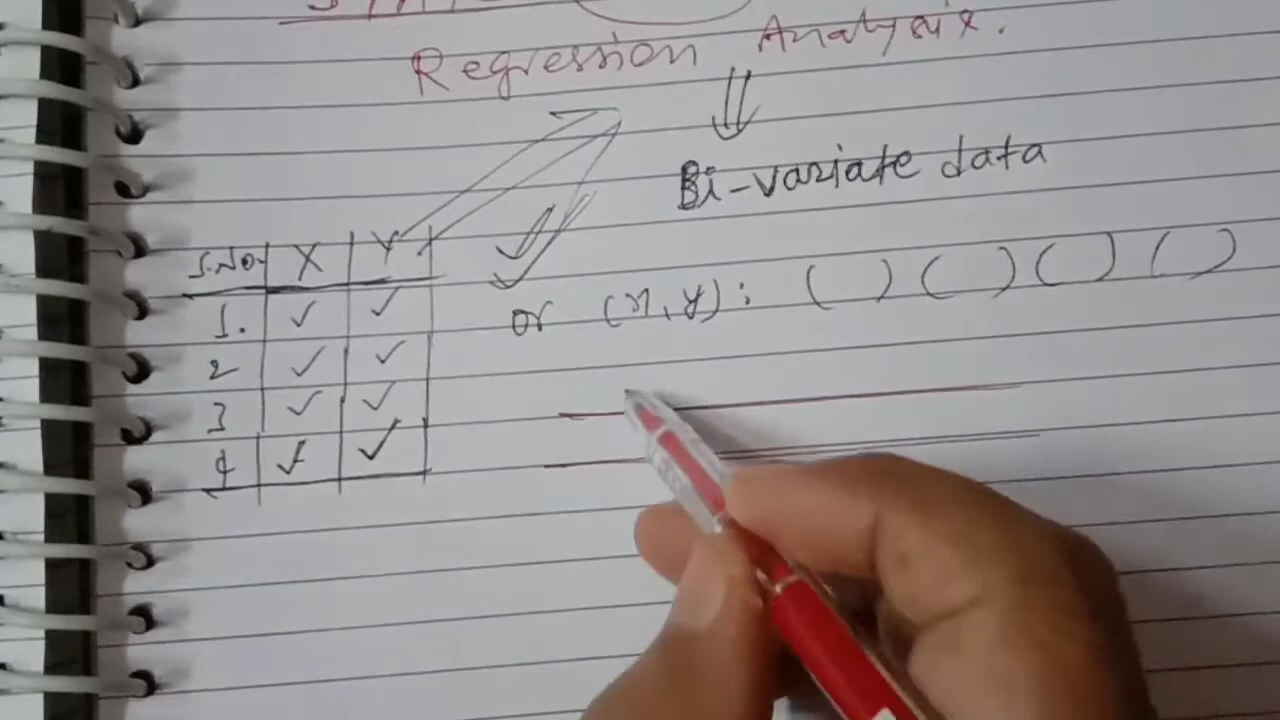 Regression Analysis.
Bi-variate data
S.No. X Y
1. ✓ ✓
2 ✓ ✓
3 ✓ ✓
4 ✓ ✓
or (x, y) : ( ) ( ) ( ) ( )